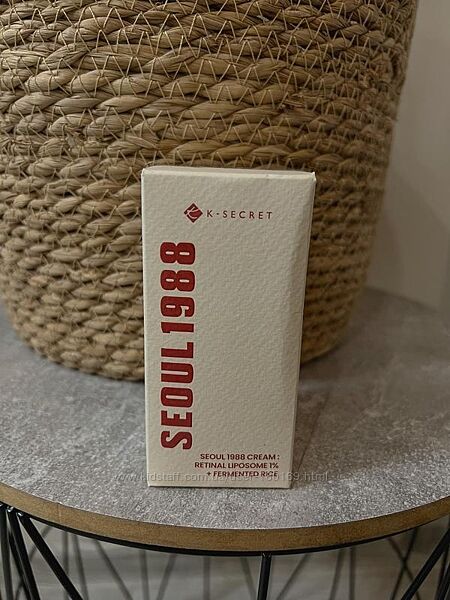 K-SECRET
SEOUL1988
SEOUL 1988 CREAM :
RETINAL LIPOSOME 1%
+ FERMENTED RICE